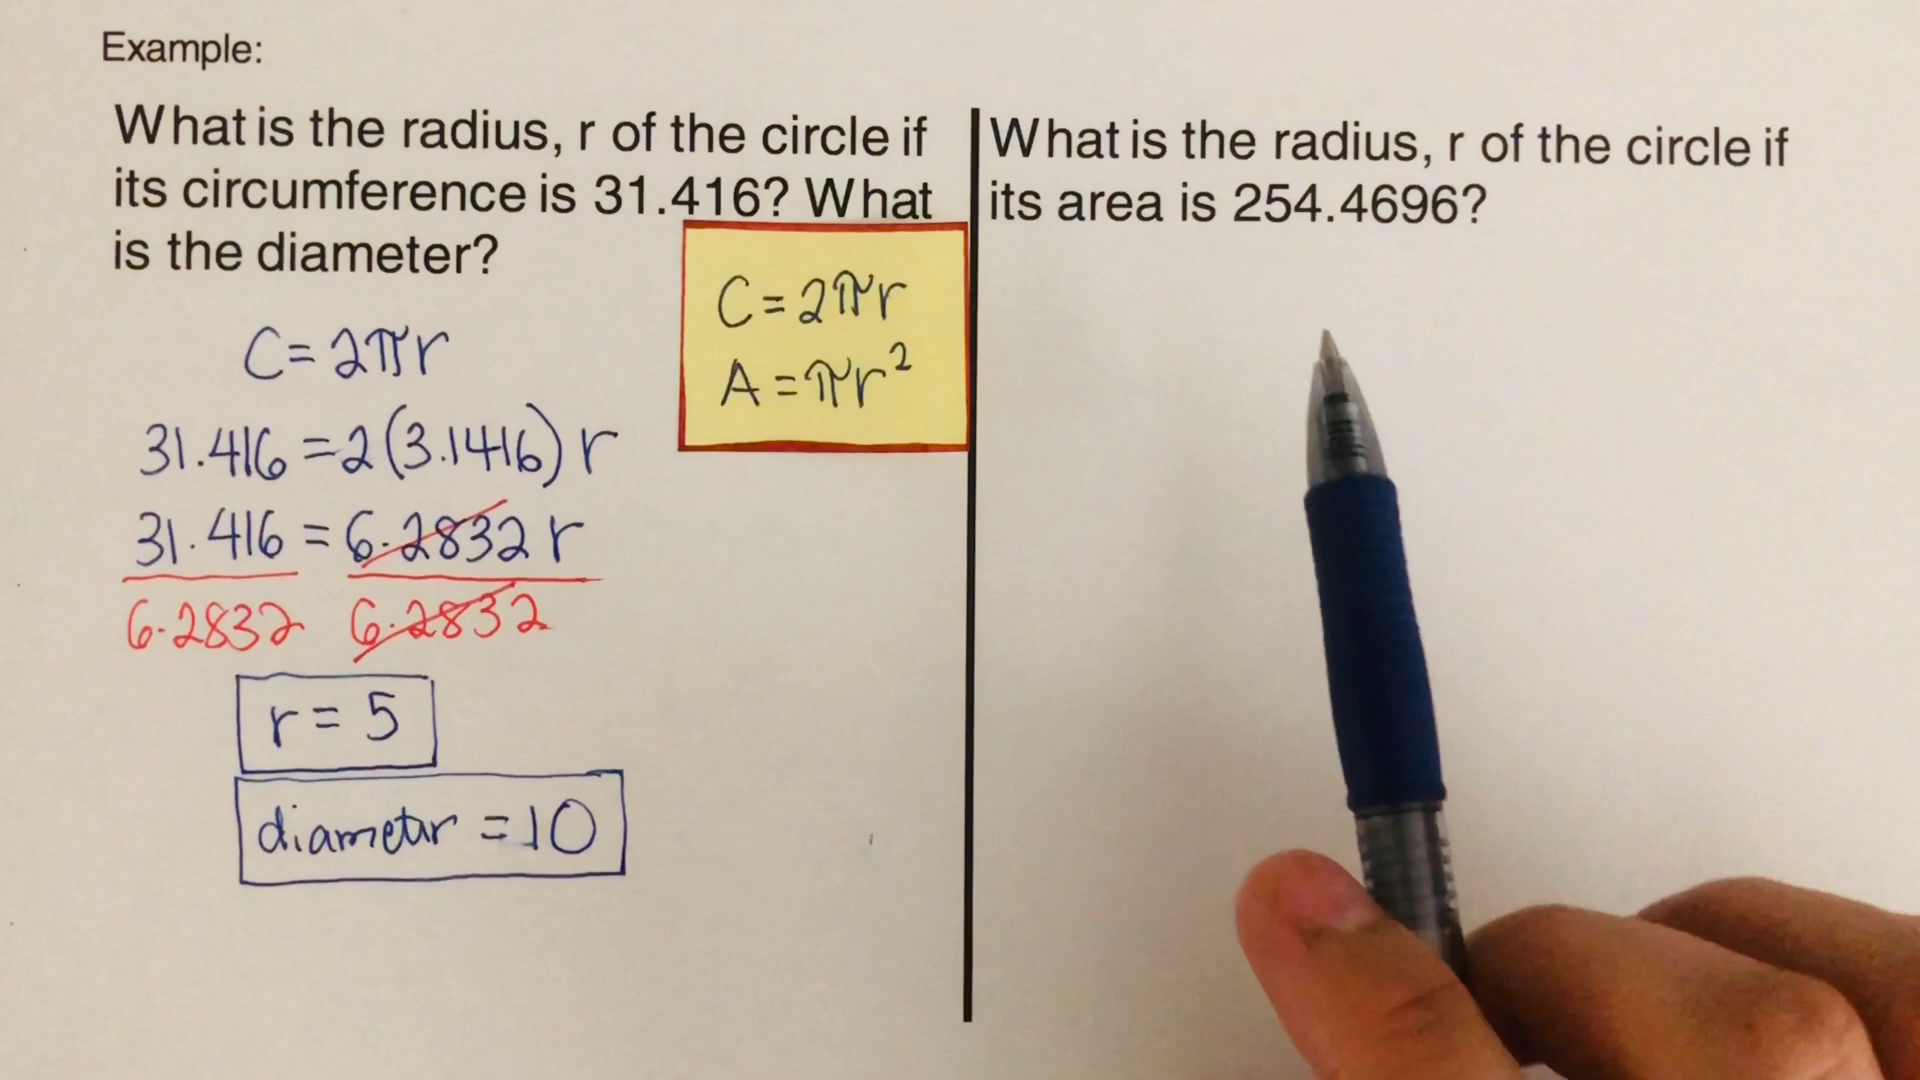 Example:
What is the radius, r of the circle if
its circumference is 31.416? What
is the diameter?
C = 2πr
A = πr²
C = 2πr
31.416 = 2(3.1416) r
31.416 = 6.2832 r
6.2832 6.2832
r = 5
diameter = 10
What is the radius, r of the circle if
its area is 254.4696?